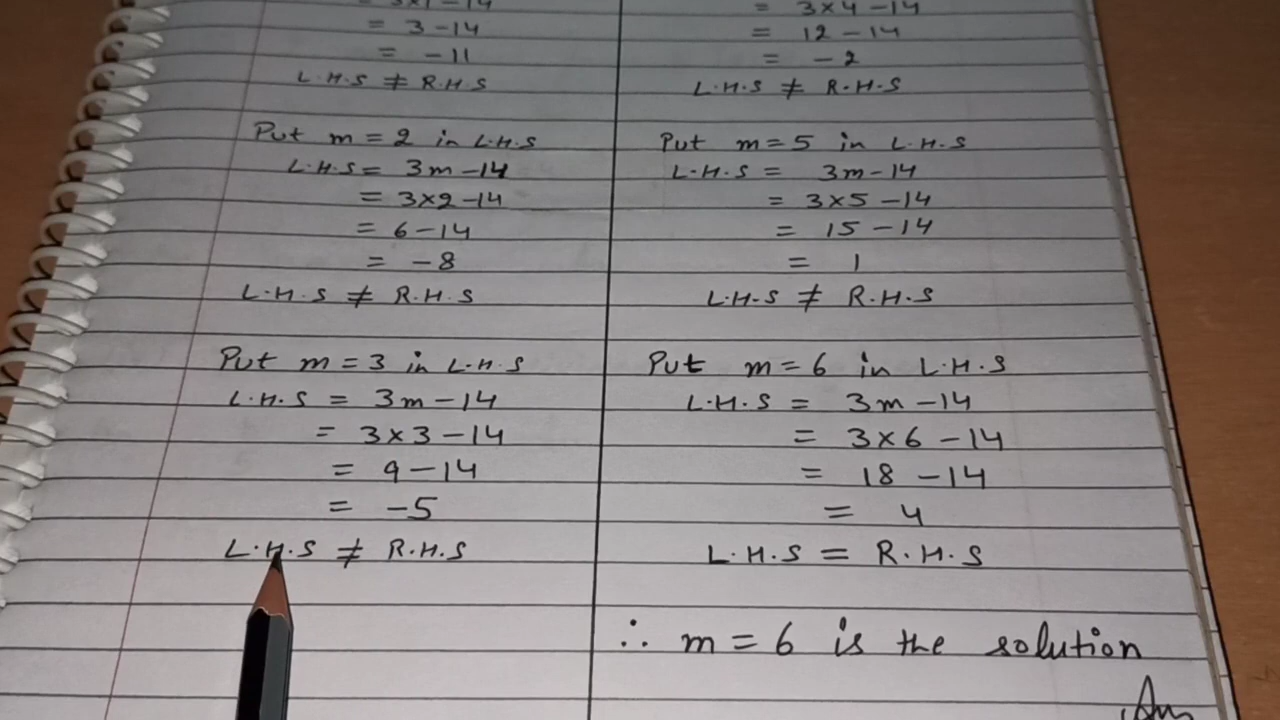 = 3×1-14
= 3-14
= -11
L.H.S ≠ R.H.S
Put m=2 in L.H.S
L.H.S = 3m-14
= 3×2-14
= 6-14
= -8
L.H.S ≠ R.H.S
Put m=3 in L.H.S
L.H.S = 3m-14
= 3×3-14
= 9-14
= -5
L.H.S ≠ R.H.S
= 3×4-14
= 12-14
= -2
L.H.S ≠ R.H.S
Put m=5 in L.H.S
L.H.S = 3m-14
= 3×5-14
= 15-14
= 1
L.H.S ≠ R.H.S
Put m=6 in L.H.S
L.H.S = 3m-14
= 3×6-14
= 18-14
= 4
L.H.S = R.H.S
∴ m=6 is the solution